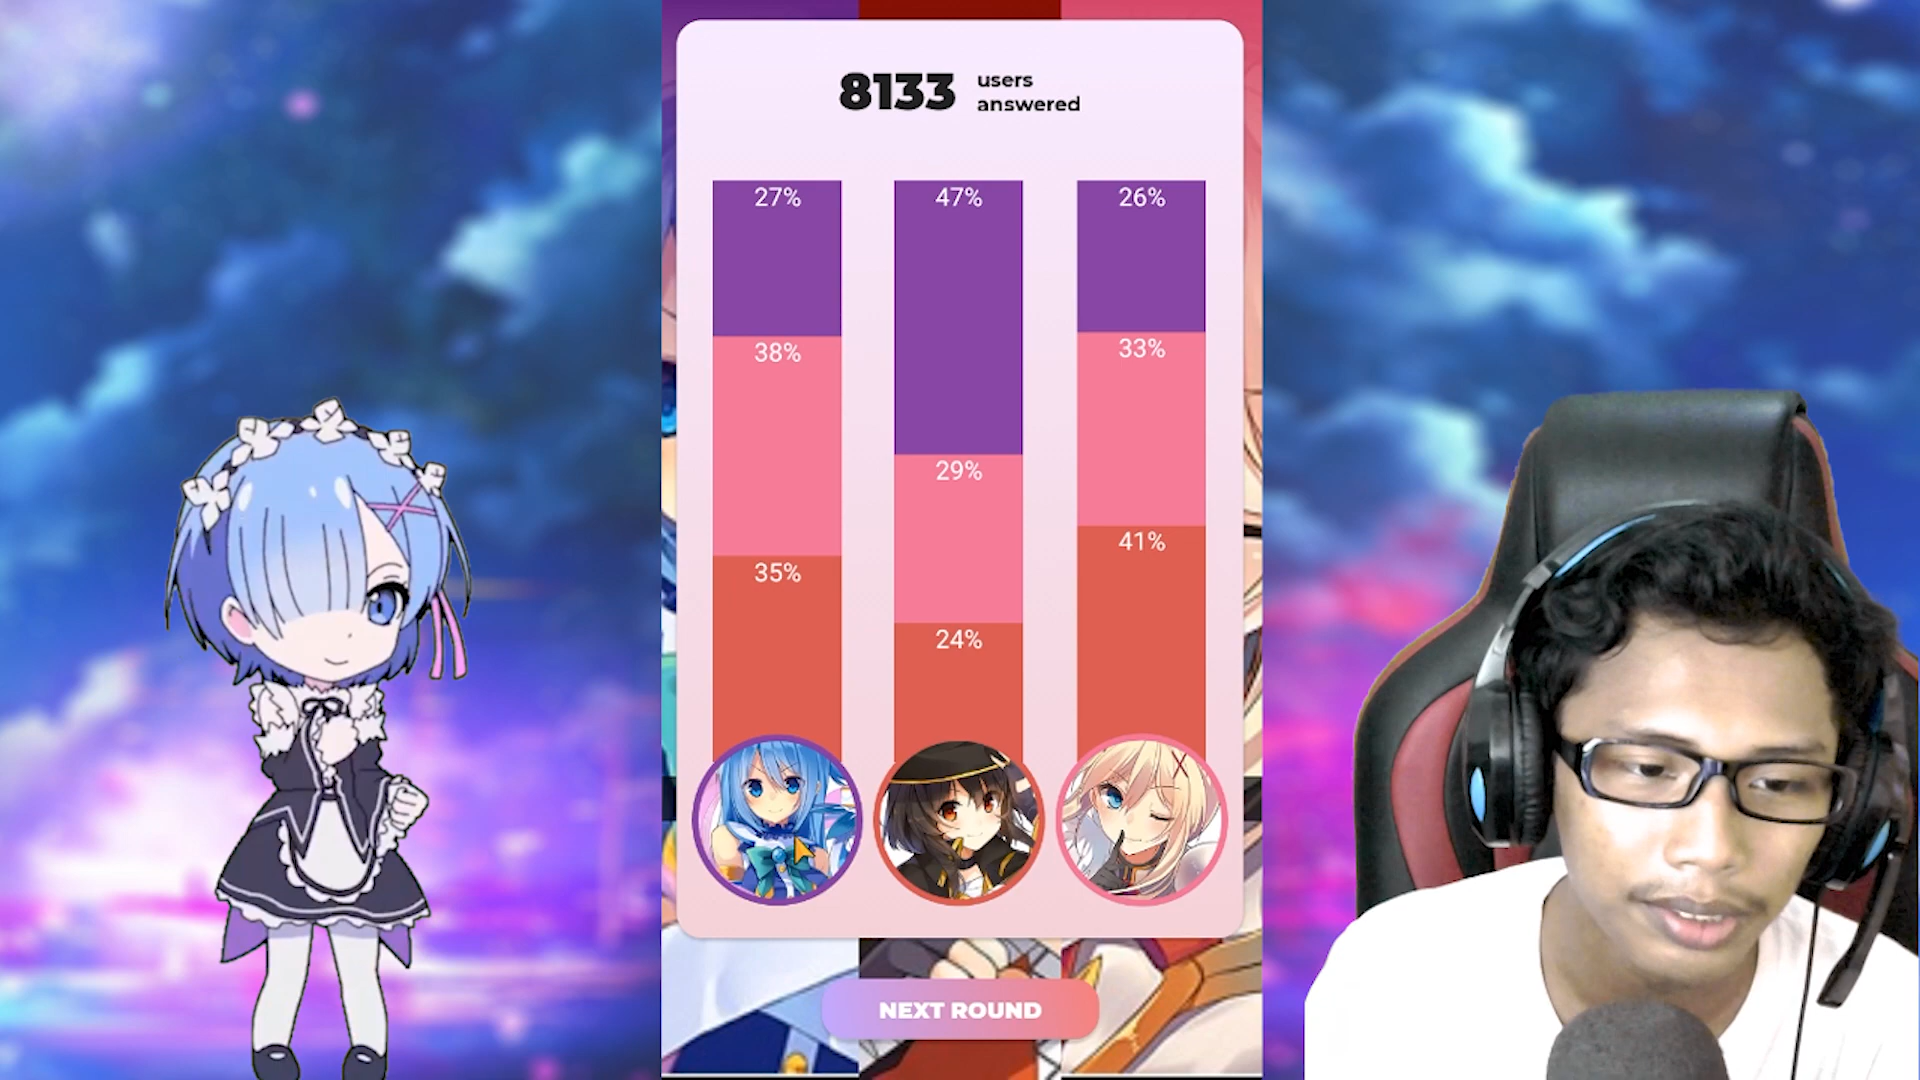 8133 users
answered
27% 47% 26%
38% 29% 33%
35% 24% 41%
NEXT ROUND